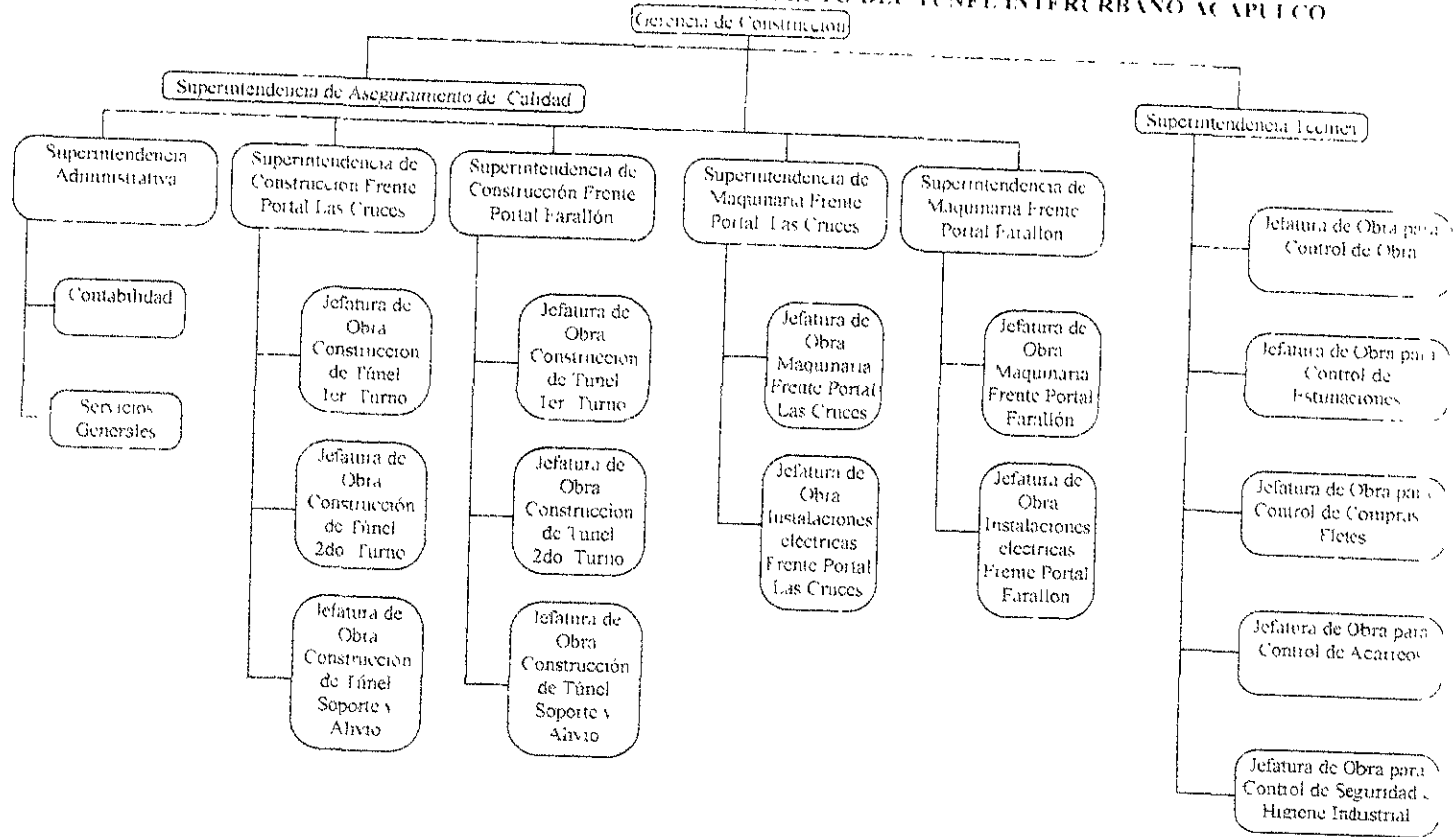 DEL TUNEL INTERURBANO ACAPULCO
Gerencia de Construccion
Superintendencia de Aseguramiento de Calidad
Superintendencia Tecnica
Superintendencia
Administrativa
Superintendencia de
Construccion Frente
Portal Las Cruces
Superintendencia de
Construcción Frente
Portal Farallón
Superintendencia de
Maquinaria Frente
Portal Las Cruces
Superintendencia de
Maquinaria Frente
Portal Farallon
Contabilidad
Servicios
Generales
Jefatura de
Obra
Construccion
de Túnel
1er Turno
Jefatura de
Obra
Construcción
de Túnel
2do Turno
Jefatura de
Obra
Construcción
de Túnel
Soporte y
Alivio
Jefatura de
Obra
Construccion
de Tunel
1er Turno
Jefatura de
Obra
Construccion
de Tunel
2do Turno
Jefatura de
Obra
Construcción
de Túnel
Soporte y
Alivio
Jefatura de
Obra
Maquinaria
Frente Portal
Las Cruces
Jefatura de
Obra
Instalaciones
eléctricas
Frente Portal
Las Cruces
Jefatura de
Obra
Maquinaria
Frente Portal
Farallón
Jefatura de
Obra
Instalaciones
electricas
Frente Portal
Farallon
Jefatura de Obra para
Control de Obra
Jefatura de Obra para
Control de
Estimaciones
Jefatura de Obra para
Control de Compras
Fletes
Jefatura de Obra para
Control de Acarreos
Jefatura de Obra para
Control de Seguridad
Higiene Industrial